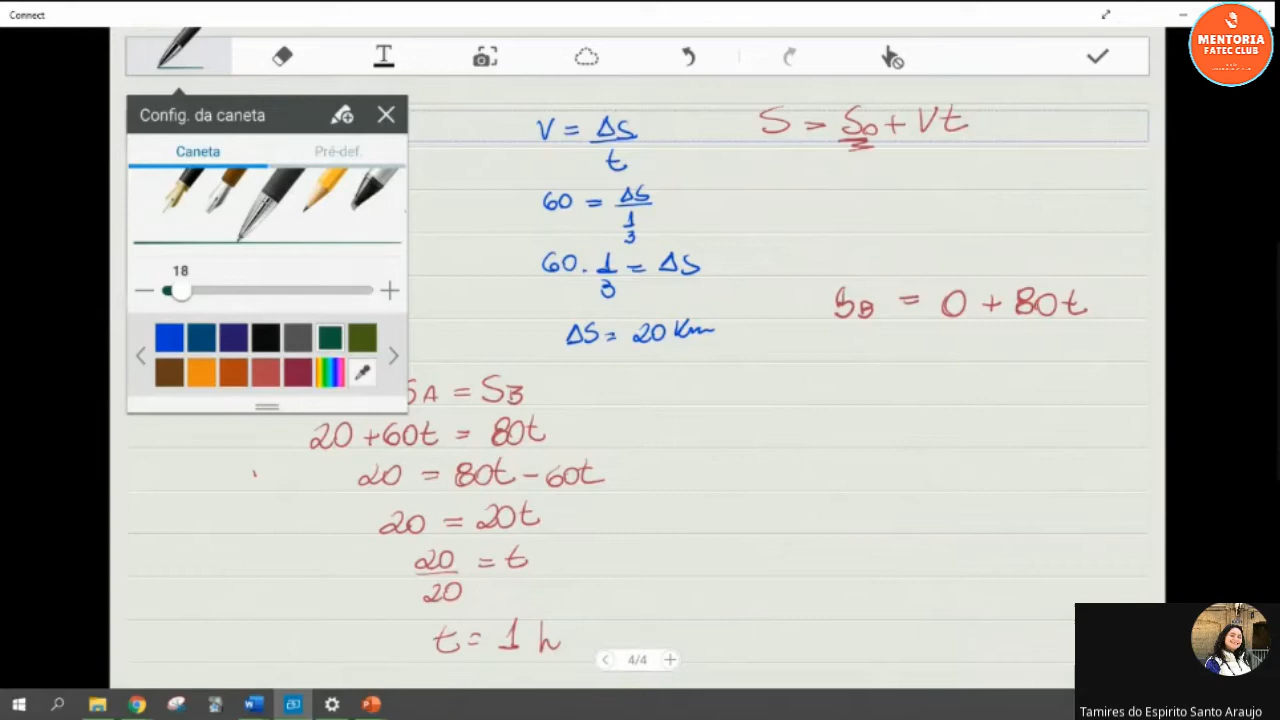 Connect
MENTORIA
FATEC CLUB
T
Config. da caneta
Caneta
Pré-def.
18
V = ΔS
t
60 = ΔS
1
3
60. 1 = ΔS
3
ΔS = 20 Km
S = S₀ + Vt
SB = 0 + 80t
SA = SB
20 + 60t = 80t
20 = 80t - 60t
20 = 20t
20 = t
20
t = 1 h
4/4
Tamires do Espirito Santo Araujo